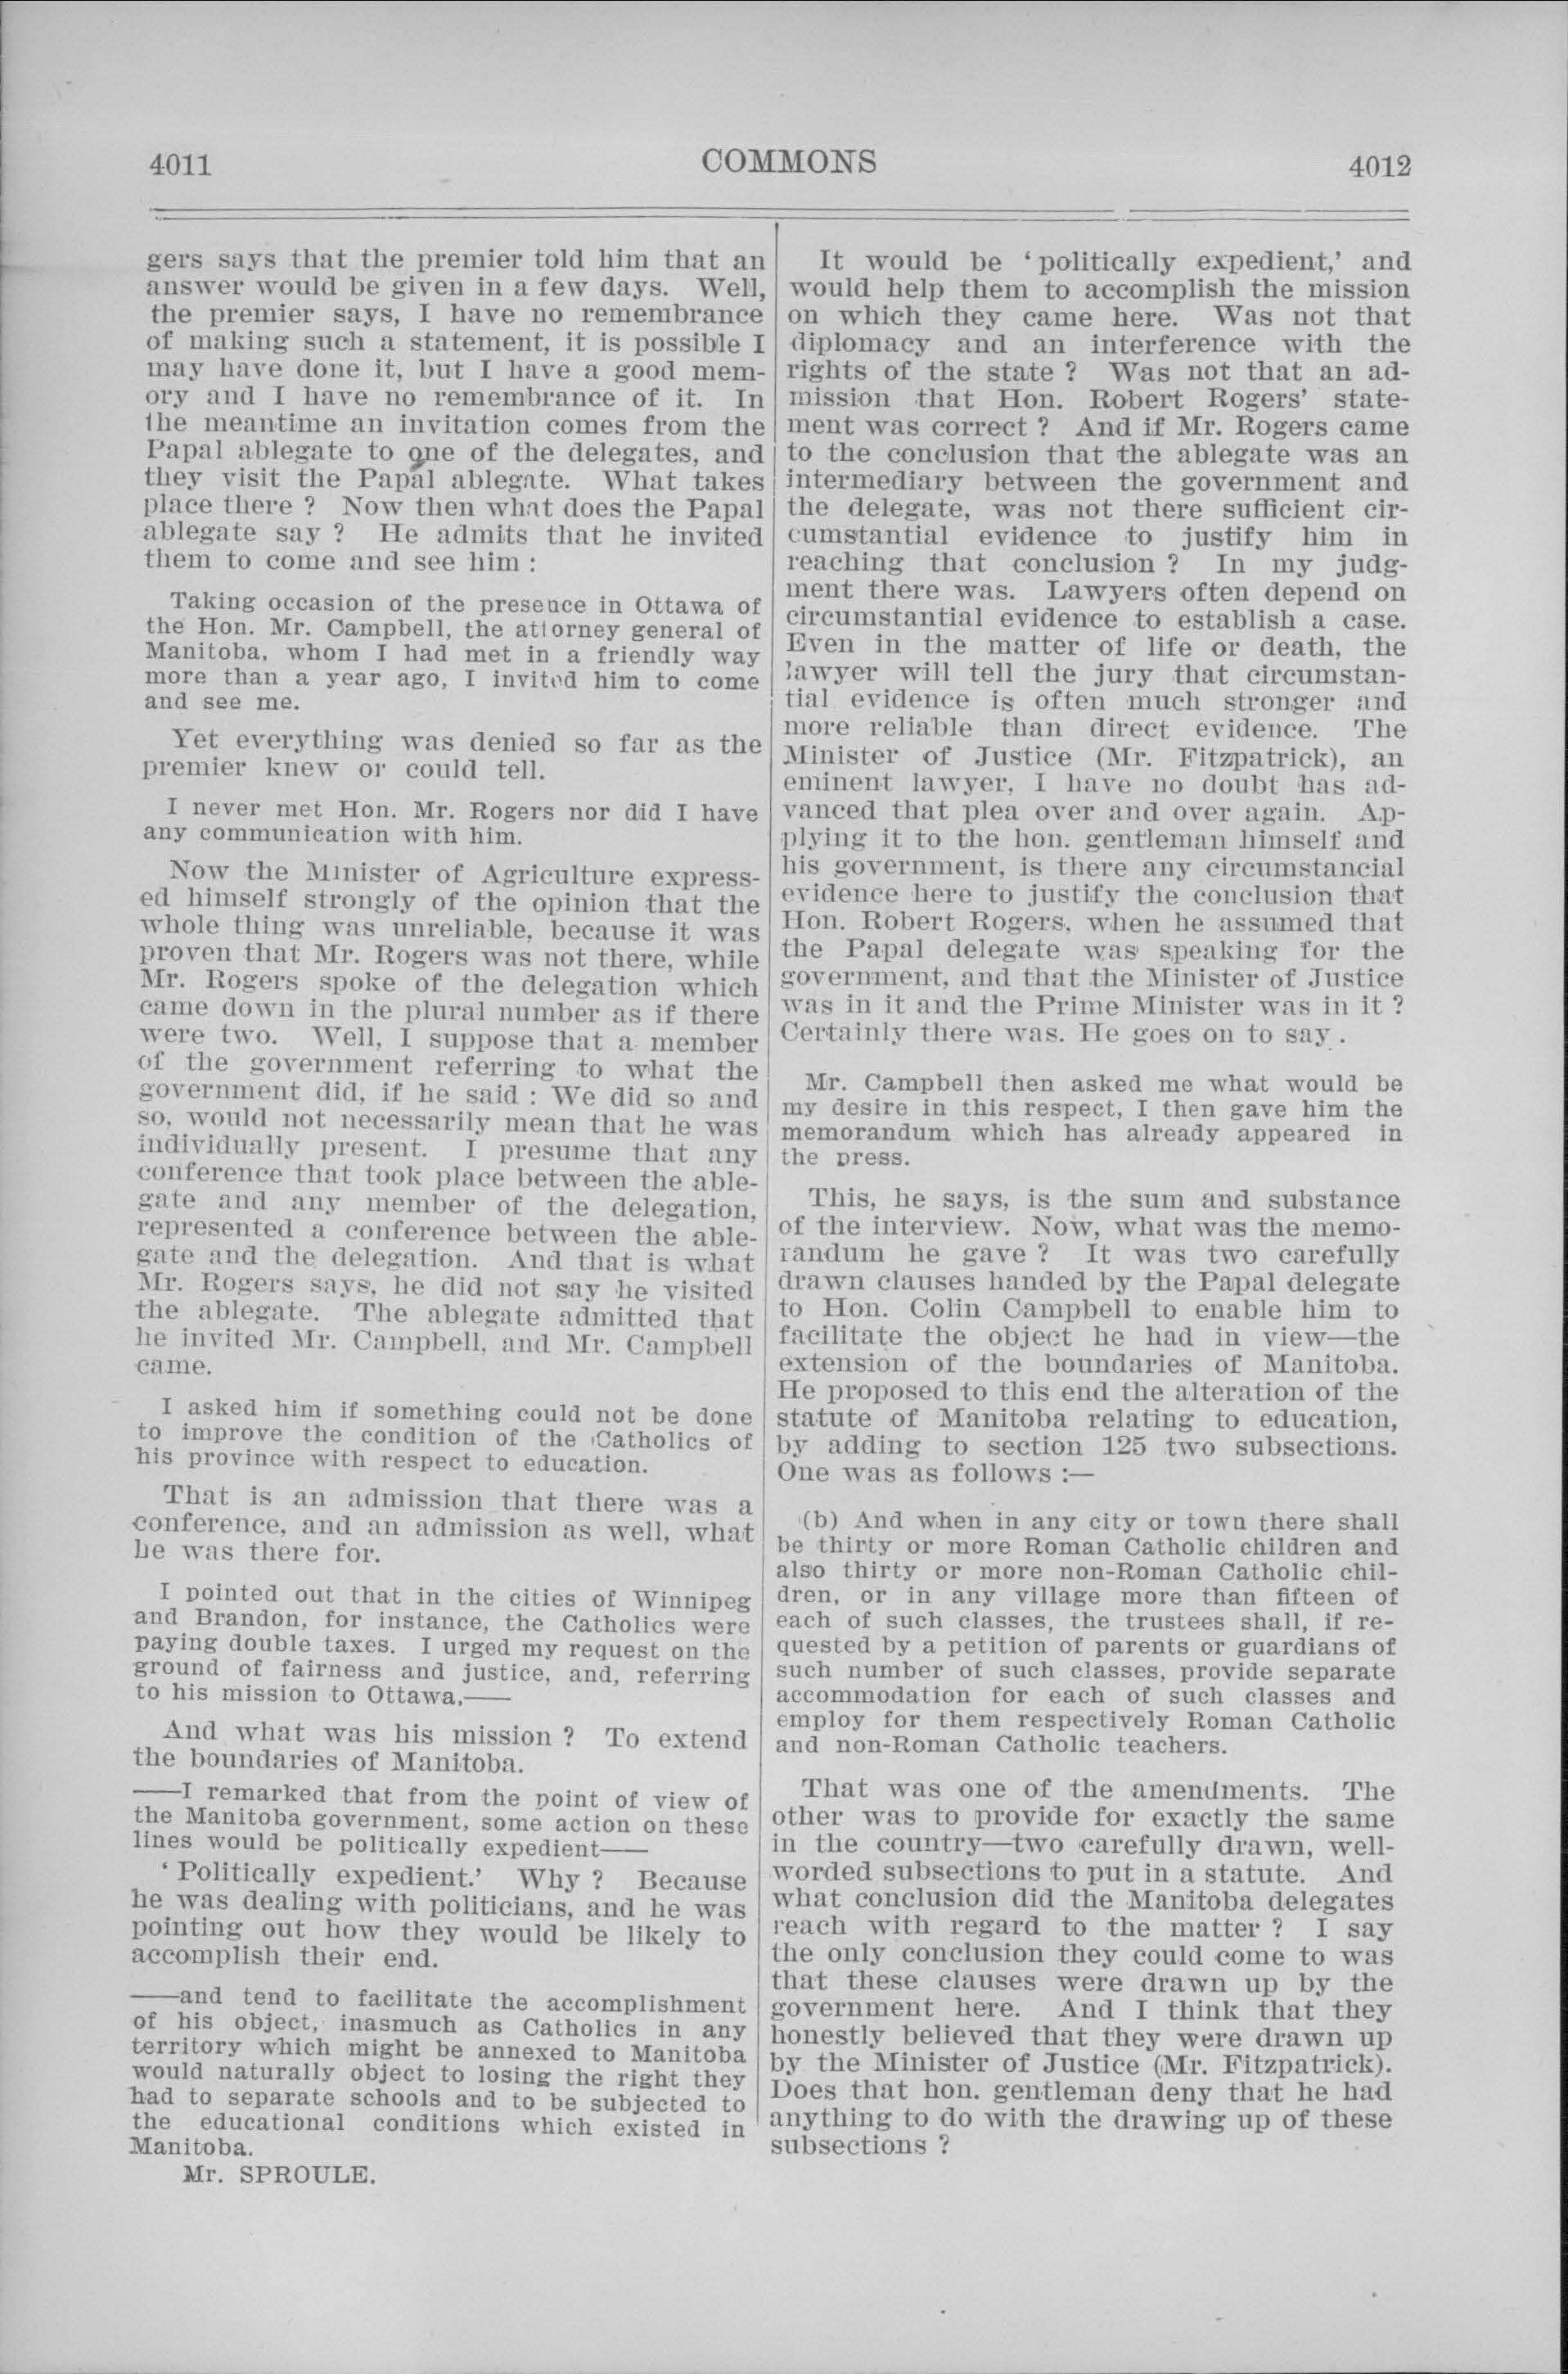 4011
COMMONS
4012
gers says that the premier told him that an
answer would be given in a few days. Well,
the premier says, I have no remembrance
of making such a statement, it is possible I
may have done it, but I have a good mem-
ory and I have no remembrance of it. In
the meantime an invitation comes from the
Papal ablegate to one of the delegates, and
they visit the Papal ablegate. What takes
place there ? Now then what does the Papal
ablegate say ? He admits that he invited
them to come and see him :
Taking occasion of the presence in Ottawa of
the Hon. Mr. Campbell, the attorney general of
Manitoba, whom I had met in a friendly way
more than a year ago, I invited him to come
and see me.
Yet everything was denied so far as the
premier knew or could tell.
I never met Hon. Mr. Rogers nor did I have
any communication with him.
Now the Minister of Agriculture express-
ed himself strongly of the opinion that the
whole thing was unreliable, because it was
proven that Mr. Rogers was not there, while
Mr. Rogers spoke of the delegation which
came down in the plural number as if there
were two. Well, I suppose that a member
of the government referring to what the
government did, if he said : We did so and
so, would not necessarily mean that he was
individually present. I presume that any
conference that took place between the able-
gate and any member of the delegation,
represented a conference between the able-
gate and the delegation. And that is what
Mr. Rogers says, he did not say he visited
the ablegate. The ablegate admitted that
he invited Mr. Campbell, and Mr. Campbell
came.
I asked him if something could not be done
to improve the condition of the Catholics of
his province with respect to education.
That is an admission that there was a
conference, and an admission as well, what
he was there for.
I pointed out that in the cities of Winnipeg
and Brandon, for instance, the Catholics were
paying double taxes. I urged my request on the
ground of fairness and justice, and, referring
to his mission to Ottawa,——
And what was his mission ? To extend
the boundaries of Manitoba.
——I remarked that from the point of view of
the Manitoba government, some action on these
lines would be politically expedient——
‘ Politically expedient.’ Why ? Because
he was dealing with politicians, and he was
pointing out how they would be likely to
accomplish their end.
——and tend to facilitate the accomplishment
of his object, inasmuch as Catholics in any
territory which might be annexed to Manitoba
would naturally object to losing the right they
had to separate schools and to be subjected to
the educational conditions which existed in
Manitoba.
Mr. SPROULE.
It would be ‘ politically expedient,’ and
would help them to accomplish the mission
on which they came here. Was not that
diplomacy and an interference with the
rights of the state ? Was not that an ad-
mission that Hon. Robert Rogers’ state-
ment was correct ? And if Mr. Rogers came
to the conclusion that the ablegate was an
intermediary between the government and
the delegate, was not there sufficient cir-
cumstantial evidence to justify him in
reaching that conclusion ? In my judg-
ment there was. Lawyers often depend on
circumstantial evidence to establish a case.
Even in the matter of life or death, the
lawyer will tell the jury that circumstan-
tial evidence is often much stronger and
more reliable than direct evidence. The
Minister of Justice (Mr. Fitzpatrick), an
eminent lawyer, I have no doubt has ad-
vanced that plea over and over again. Ap-
plying it to the hon. gentleman himself and
his government, is there any circumstancial
evidence here to justify the conclusion that
Hon. Robert Rogers, when he assumed that
the Papal delegate was speaking for the
government, and that the Minister of Justice
was in it and the Prime Minister was in it ?
Certainly there was. He goes on to say .
Mr. Campbell then asked me what would be
my desire in this respect, I then gave him the
memorandum which has already appeared in
the press.
This, he says, is the sum and substance
of the interview. Now, what was the memo-
randum he gave ? It was two carefully
drawn clauses handed by the Papal delegate
to Hon. Colin Campbell to enable him to
facilitate the object he had in view—the
extension of the boundaries of Manitoba.
He proposed to this end the alteration of the
statute of Manitoba relating to education,
by adding to section 125 two subsections.
One was as follows :—
(b) And when in any city or town there shall
be thirty or more Roman Catholic children and
also thirty or more non-Roman Catholic chil-
dren, or in any village more than fifteen of
each of such classes, the trustees shall, if re-
quested by a petition of parents or guardians of
such number of such classes, provide separate
accommodation for each of such classes and
employ for them respectively Roman Catholic
and non-Roman Catholic teachers.
That was one of the amendments. The
other was to provide for exactly the same
in the country—two carefully drawn, well-
worded subsections to put in a statute. And
what conclusion did the Manitoba delegates
reach with regard to the matter ? I say
the only conclusion they could come to was
that these clauses were drawn up by the
government here. And I think that they
honestly believed that they were drawn up
by the Minister of Justice (Mr. Fitzpatrick).
Does that hon. gentleman deny that he had
anything to do with the drawing up of these
subsections ?